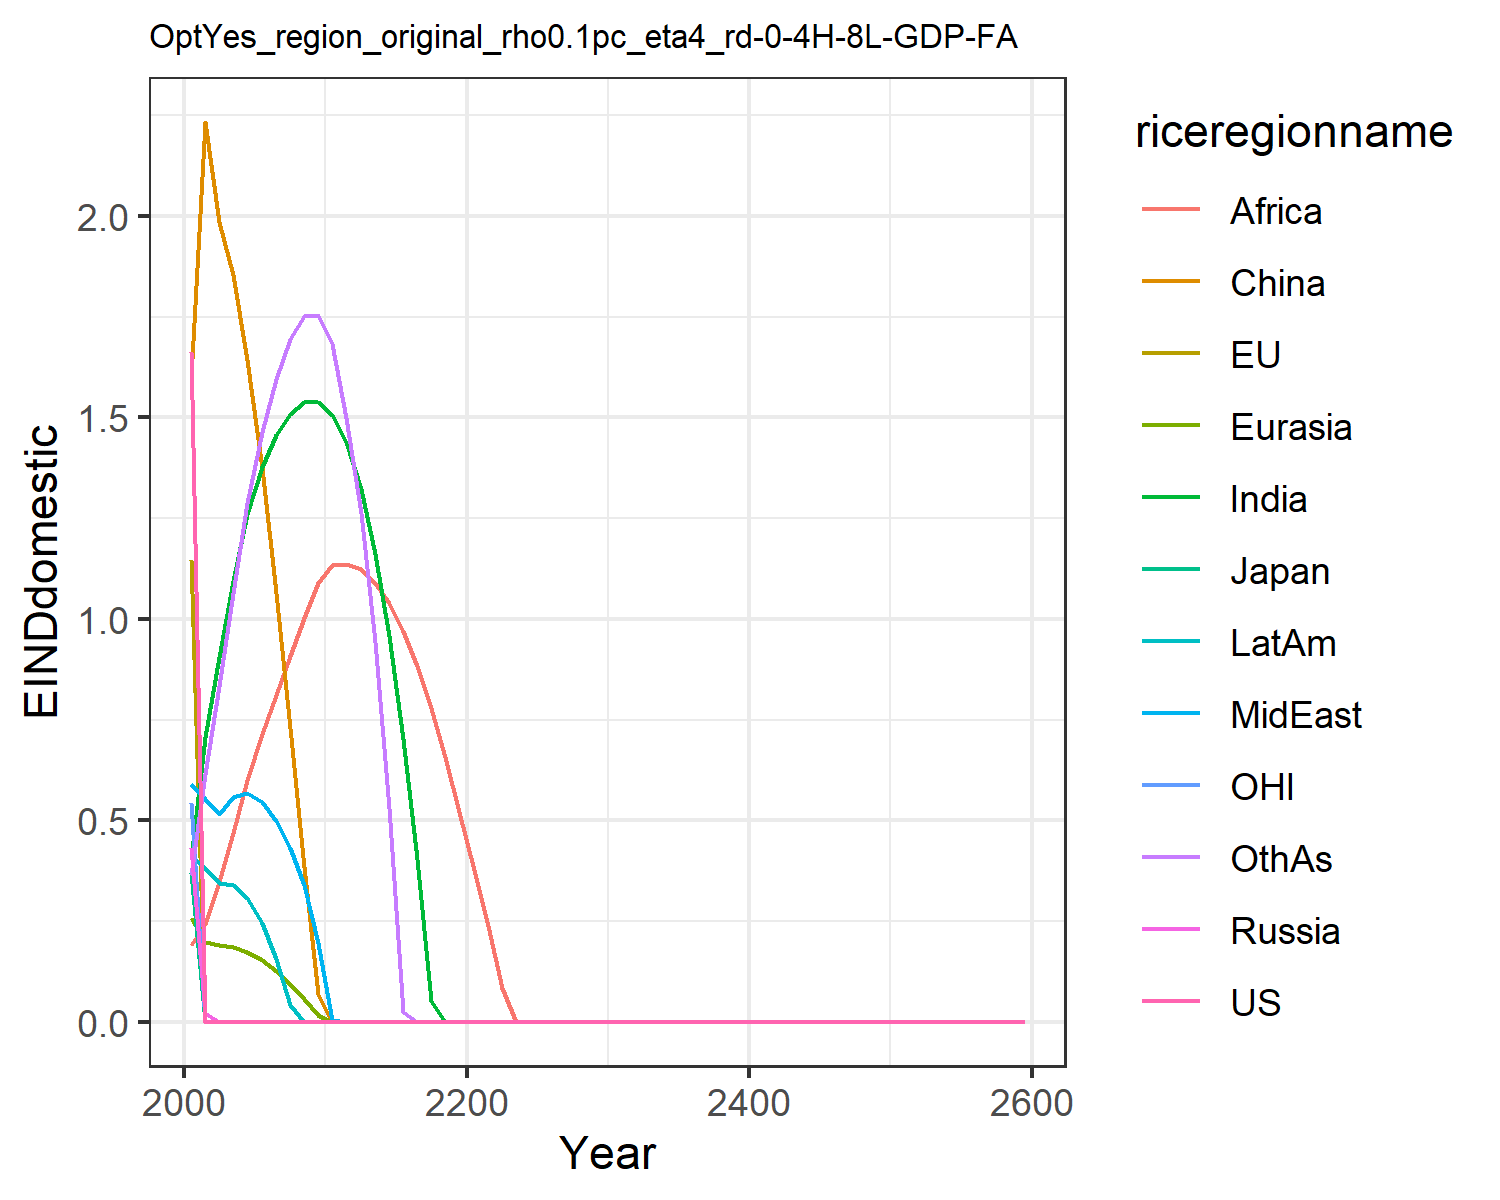 OptYes_region_original_rho0.1pc_eta4_rd-0-4H-8L-GDP-FA
EINDdomestic
2.0
1.5
1.0
0.5
0.0
2000
2200
2400
2600
Year
riceregionname
Africa
China
EU
Eurasia
India
Japan
LatAm
MidEast
OHI
OthAs
Russia
US